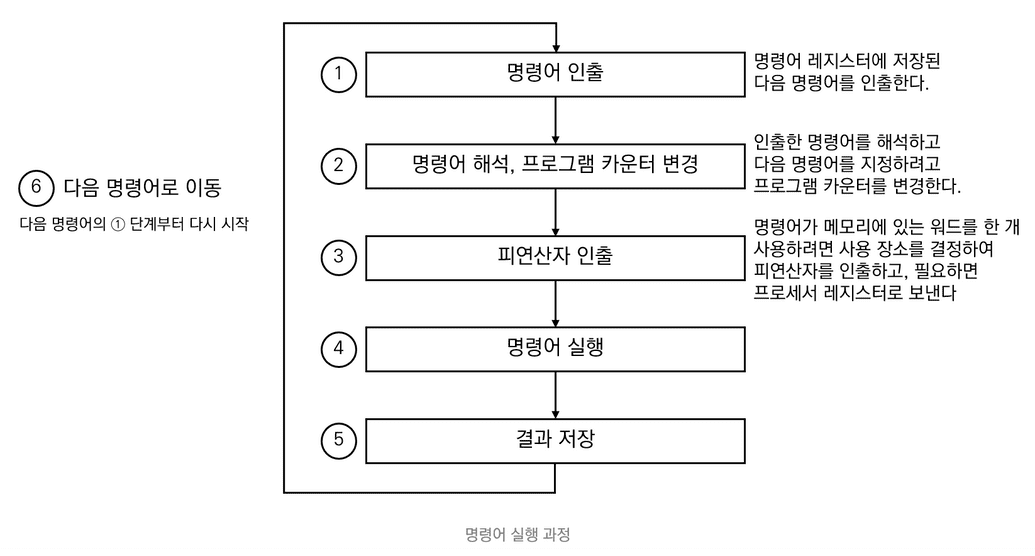 ① 명령어 인출
명령어 레지스터에 저장된
다음 명령어를 인출한다.
② 명령어 해석, 프로그램 카운터 변경
인출한 명령어를 해석하고
다음 명령어를 지정하려고
프로그램 카운터를 변경한다.
⑥ 다음 명령어로 이동
다음 명령어의 ① 단계부터 다시 시작
③ 피연산자 인출
명령어가 메모리에 있는 워드를 한 개
사용하려면 사용 장소를 결정하여
피연산자를 인출하고, 필요하면
프로세서 레지스터로 보낸다
④ 명령어 실행
⑤ 결과 저장
명령어 실행 과정